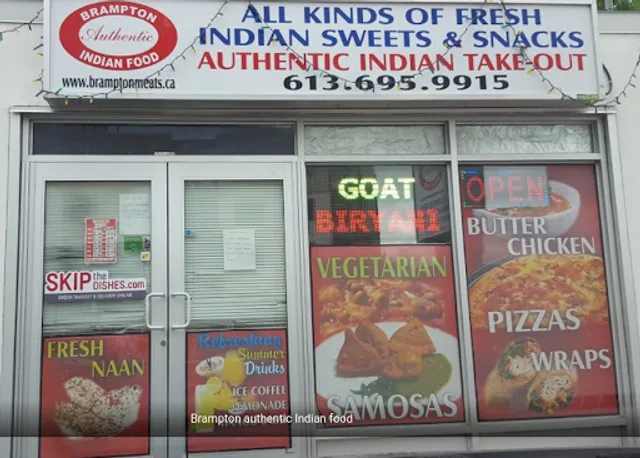 BRAMPTON
Authentic
INDIAN FOOD
www.bramptonmeats.ca
ALL KINDS OF FRESH
INDIAN SWEETS & SNACKS
AUTHENTIC INDIAN TAKE-OUT
613.695.9915
GOAT
BIRYANI
OPEN
BUTTER
CHICKEN
VEGETARIAN
SKIP THE DISHES.com
PIZZAS
WRAPS
FRESH
NAAN
Refreshing
Summer
Drinks
ICE COFFEE
LEMONADE
SAMOSAS
Brampton authentic Indian food